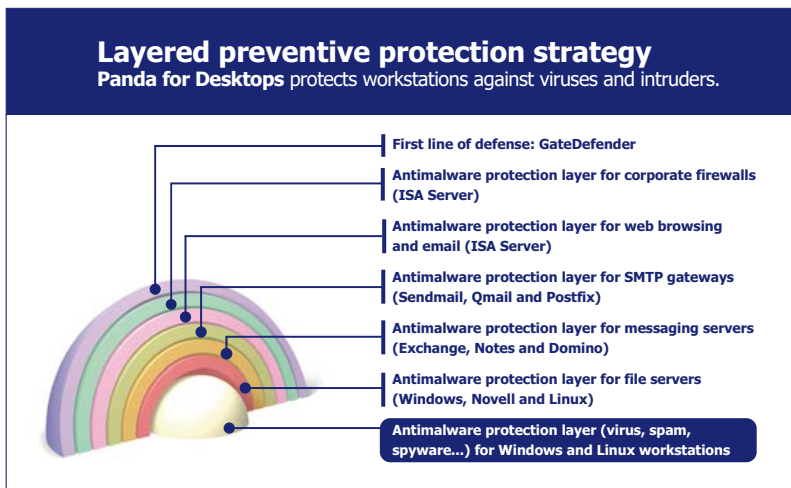 Layered preventive protection strategy
Panda for Desktops protects workstations against viruses and intruders.
First line of defense: GateDefender
Antimalware protection layer for corporate firewalls
(ISA Server)
Antimalware protection layer for web browsing
and email (ISA Server)
Antimalware protection layer for SMTP gateways
(Sendmail, Qmail and Postfix)
Antimalware protection layer for messaging servers
(Exchange, Notes and Domino)
Antimalware protection layer for file servers
(Windows, Novell and Linux)
Antimalware protection layer (virus, spam,
spyware...) for Windows and Linux workstations